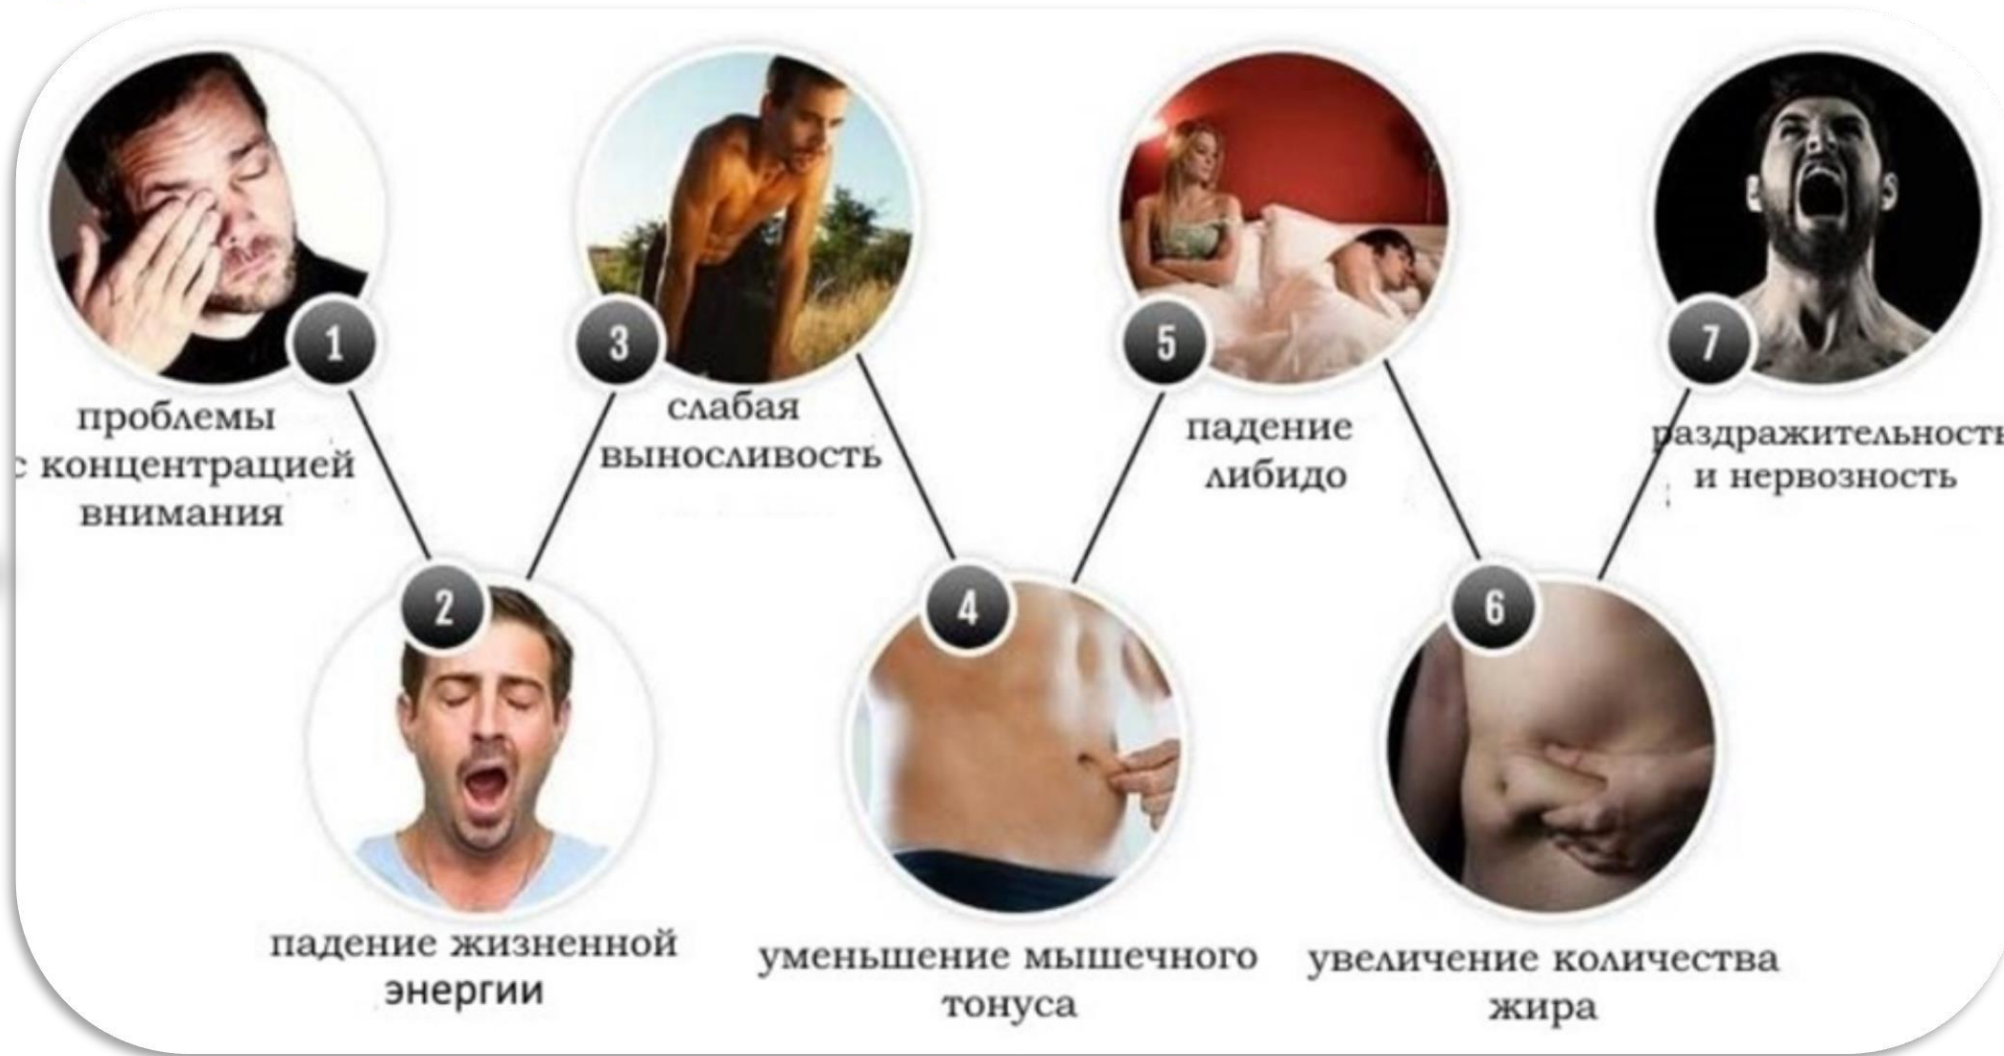 1
проблемы
с концентрацией
внимания
2
падение жизненной
энергии
3
слабая
выносливость
4
уменьшение мышечного
тонуса
5
падение
либидо
6
увеличение количества
жира
7
раздражительность
и нервозность